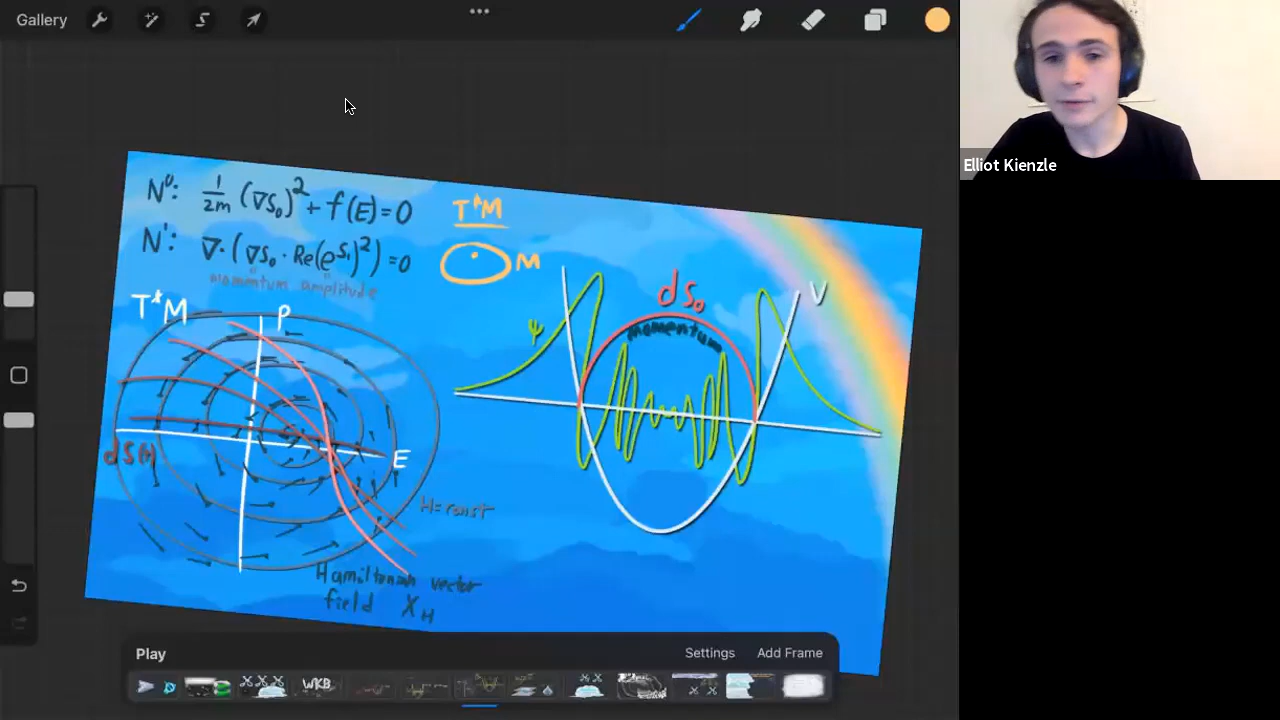 Gallery
Elliot Kienzle
N⁰: 1/2m (∇S₀)² + f(E) = 0
N¹: ∇·(∇S₀ · Re(e^S₁)²) = 0
momentum amplitude
T*M
M
T*M
P
E
H=const
Hamiltonian vector
field X_H
dS₀
momentum
ψ
V
Play
Settings
Add Frame
WKB